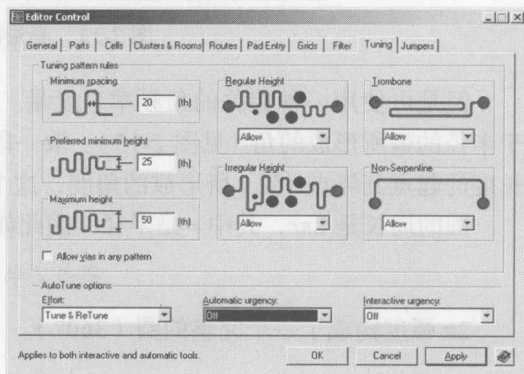 Editor Control
General Parts Cells Clusters & Rooms Routes Pad Entry Grids Filter Tuning Jumpers
Tuning pattern rules
Minimum spacing
20 (th)
Regular Height
Allow
Trombone
Allow
Preferred minimum height
25 (th)
Irregular Height
Allow
Non-Serpentine
Allow
Maximum height
50 (th)
Allow vias in any pattern
AutoTune options
Effort:
Tune & ReTune
Automatic urgency:
Off
Interactive urgency:
Off
Applies to both interactive and automatic tools.
OK Cancel Apply